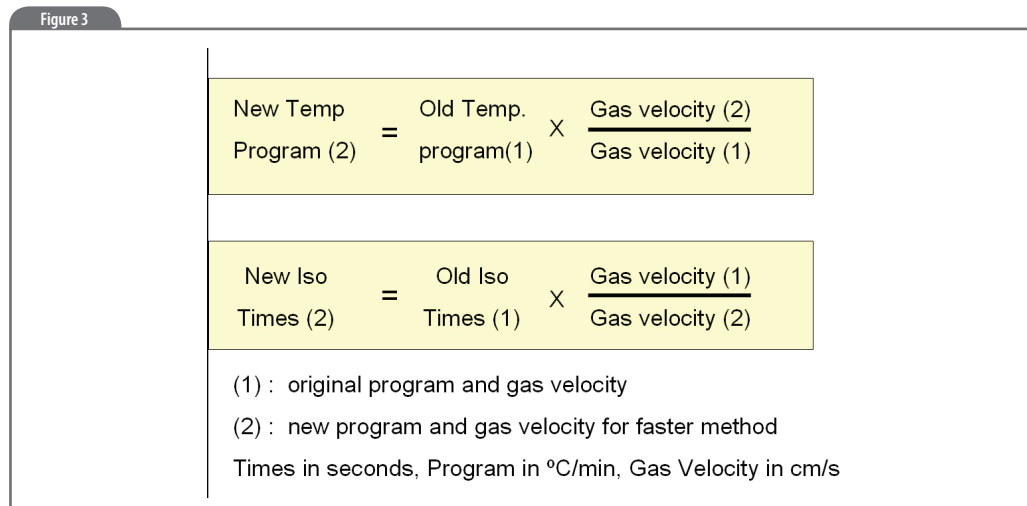 Figure 3
New Temp Program (2) = Old Temp. program(1) X Gas velocity (2) / Gas velocity (1)
New Iso Times (2) = Old Iso Times (1) X Gas velocity (1) / Gas velocity (2)
(1) : original program and gas velocity
(2) : new program and gas velocity for faster method
Times in seconds, Program in ºC/min, Gas Velocity in cm/s